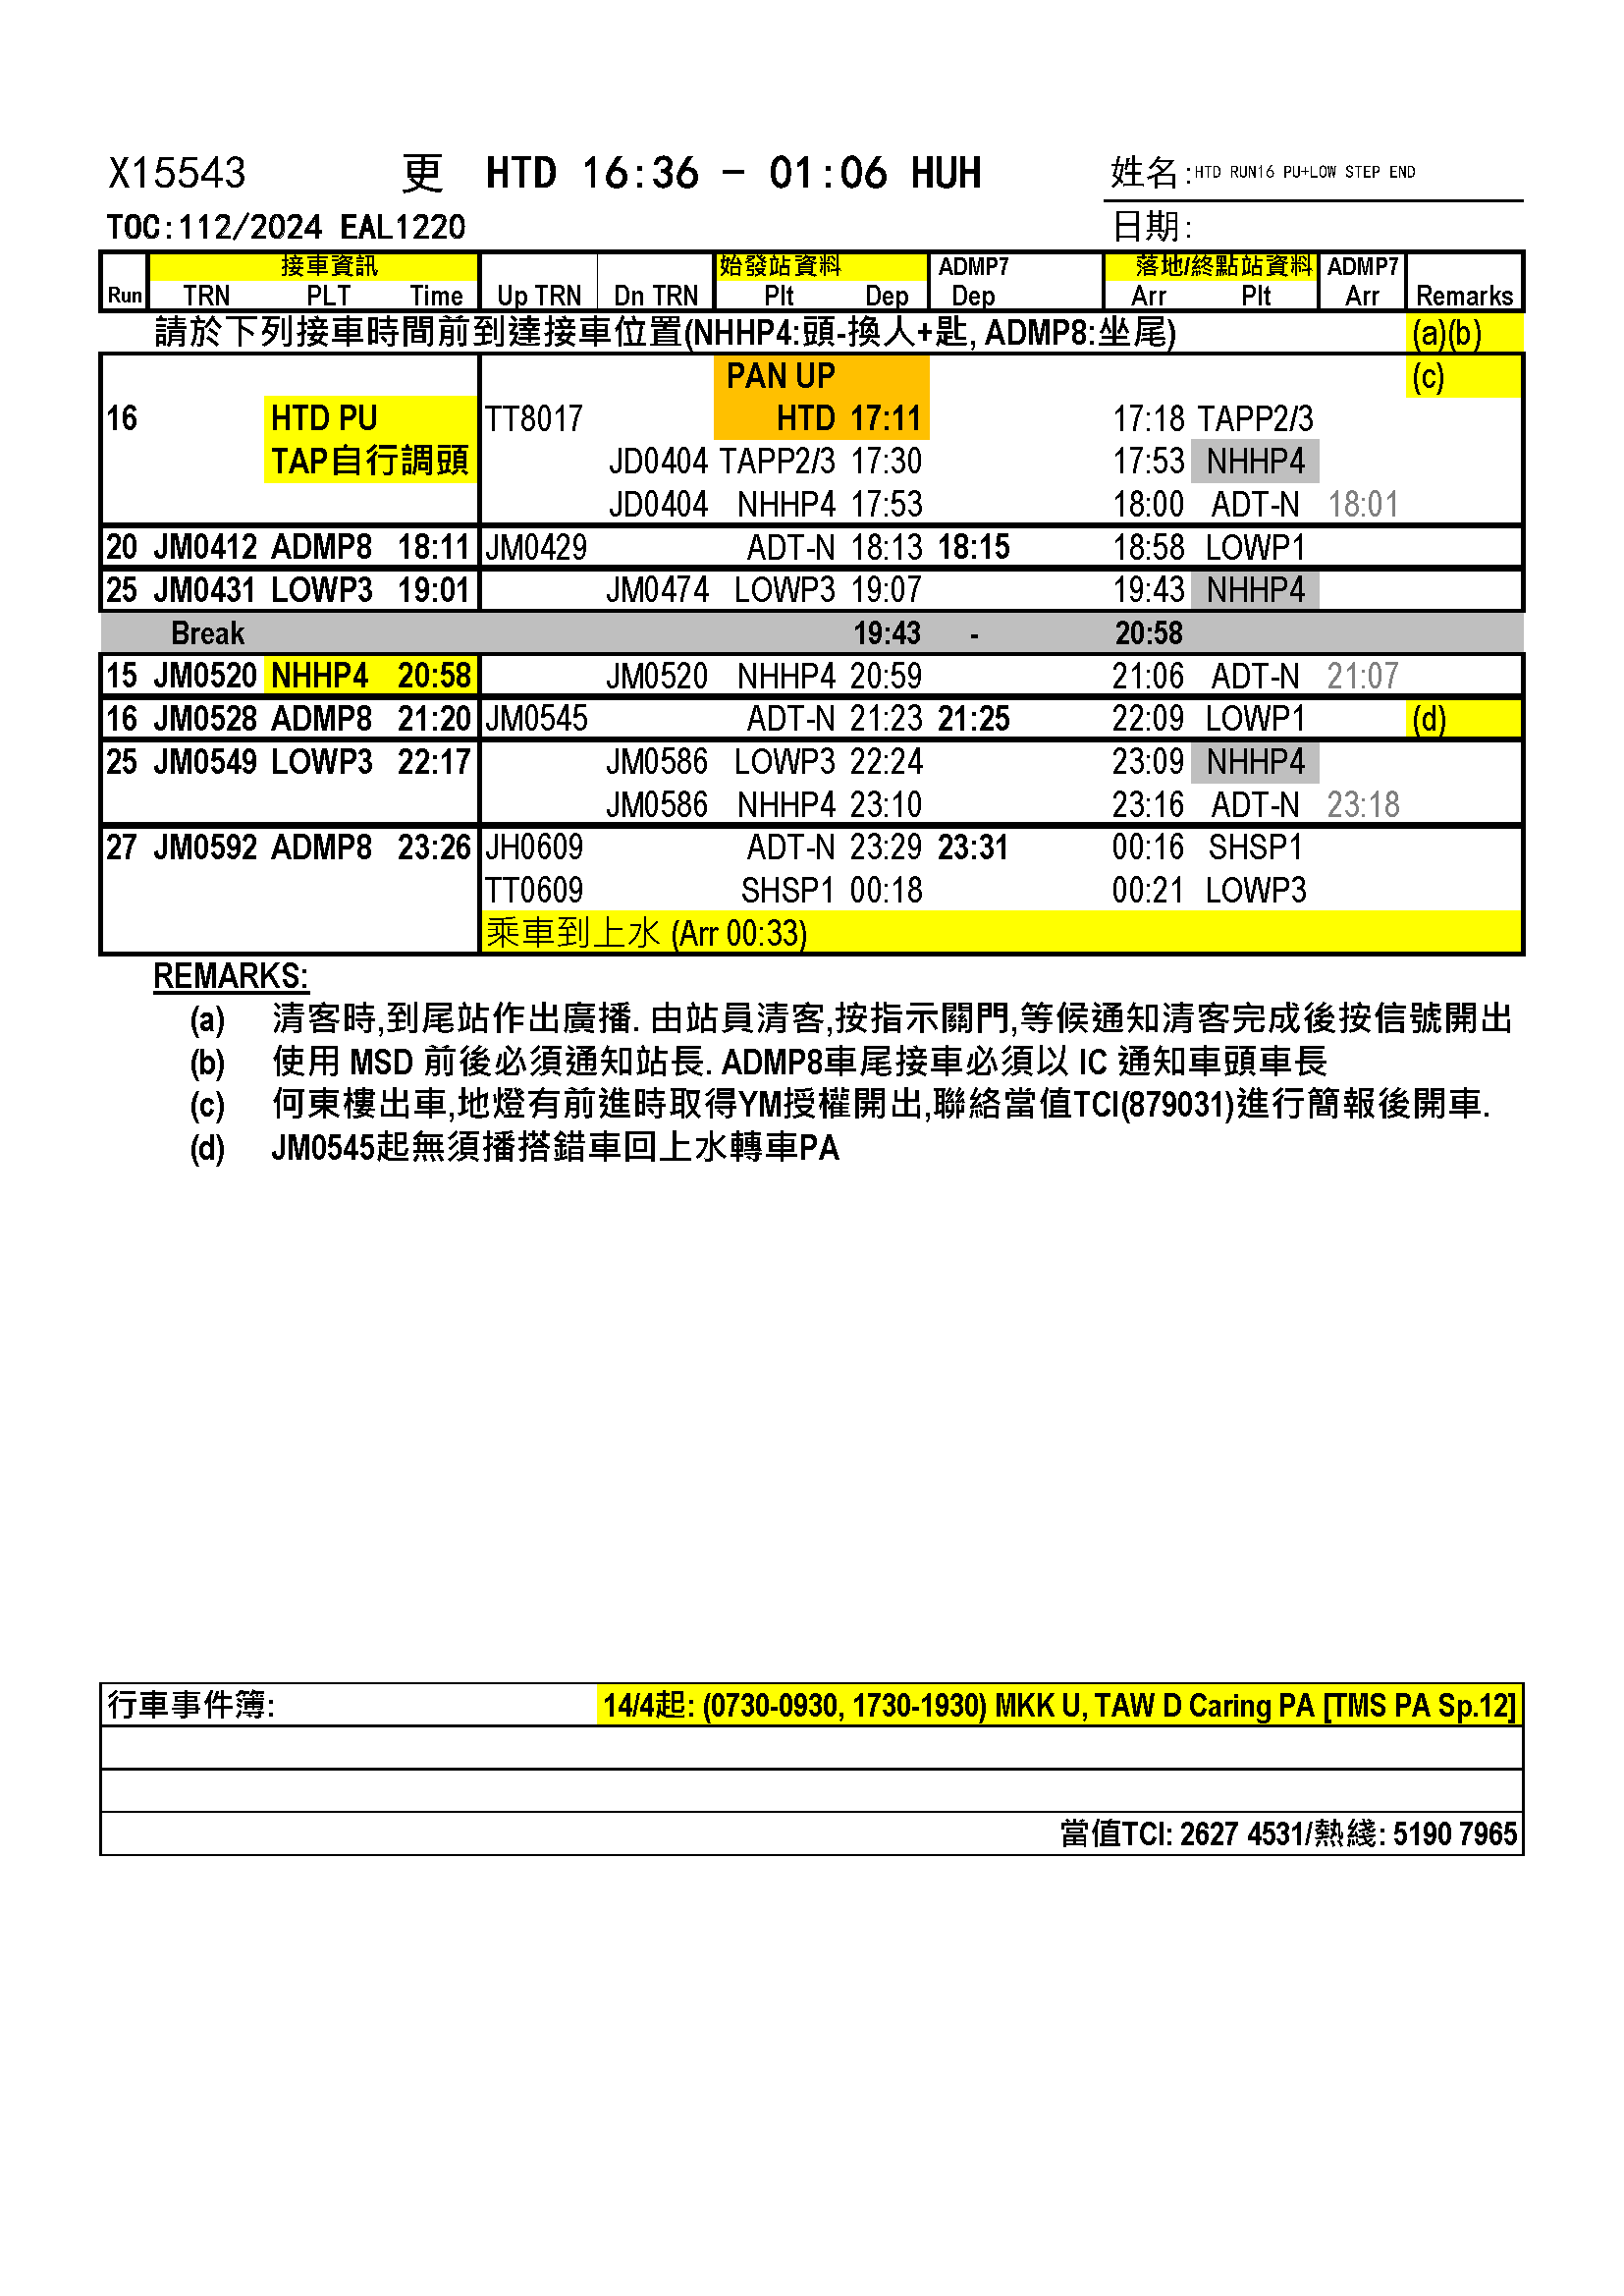 X15543 更 HTD 16:36 - 01:06 HUH 姓名:HTD RUN16 PU+LOW STEP END
TOC:112/2024 EAL1220 日期:
接車資訊 始發站資料 ADMP7 落地/終點站資料 ADMP7
Run TRN PLT Time Up TRN Dn TRN Plt Dep Dep Arr Plt Arr Remarks
請於下列接車時間前到達接車位置(NHHP4:頭-換人+匙, ADMP8:坐尾) (a)(b)
PAN UP (c)
16 HTD PU TT8017 HTD 17:11 17:18 TAPP2/3
TAP自行調頭 JD0404 TAPP2/3 17:30 17:53 NHHP4
JD0404 NHHP4 17:53 18:00 ADT-N 18:01
20 JM0412 ADMP8 18:11 JM0429 ADT-N 18:13 18:15 18:58 LOWP1
25 JM0431 LOWP3 19:01 JM0474 LOWP3 19:07 19:43 NHHP4
Break 19:43 - 20:58
15 JM0520 NHHP4 20:58 JM0520 NHHP4 20:59 21:06 ADT-N 21:07
16 JM0528 ADMP8 21:20 JM0545 ADT-N 21:23 21:25 22:09 LOWP1 (d)
25 JM0549 LOWP3 22:17 JM0586 LOWP3 22:24 23:09 NHHP4
JM0586 NHHP4 23:10 23:16 ADT-N 23:18
27 JM0592 ADMP8 23:26 JH0609 ADT-N 23:29 23:31 00:16 SHSP1
TT0609 SHSP1 00:18 00:21 LOWP3
乘車到上水 (Arr 00:33)
REMARKS:
(a) 清客時,到尾站作出廣播. 由站員清客,按指示關門,等候通知清客完成後按信號開出
(b) 使用 MSD 前後必須通知站長. ADMP8車尾接車必須以 IC 通知車頭車長
(c) 何東樓出車,地燈有前進時取得YM授權開出,聯絡當值TCI(879031)進行簡報後開車.
(d) JM0545起無須播搭錯車回上水轉車PA
行車事件簿: 14/4起: (0730-0930, 1730-1930) MKK U, TAW D Caring PA [TMS PA Sp.12]
當值TCI: 2627 4531/熱綫: 5190 7965